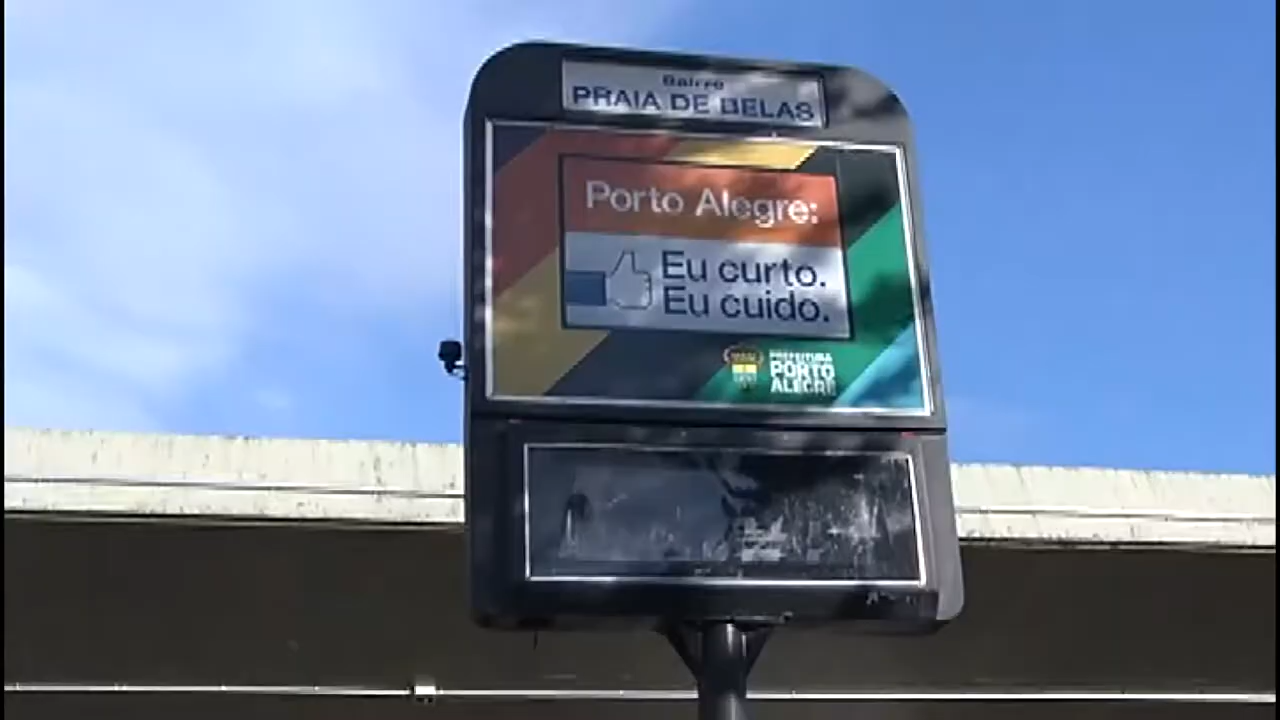 Bairro
PRAIA DE BELAS
Porto Alegre:
Eu curto.
Eu cuido.
PREFEITURA
PORTO
ALEGRE